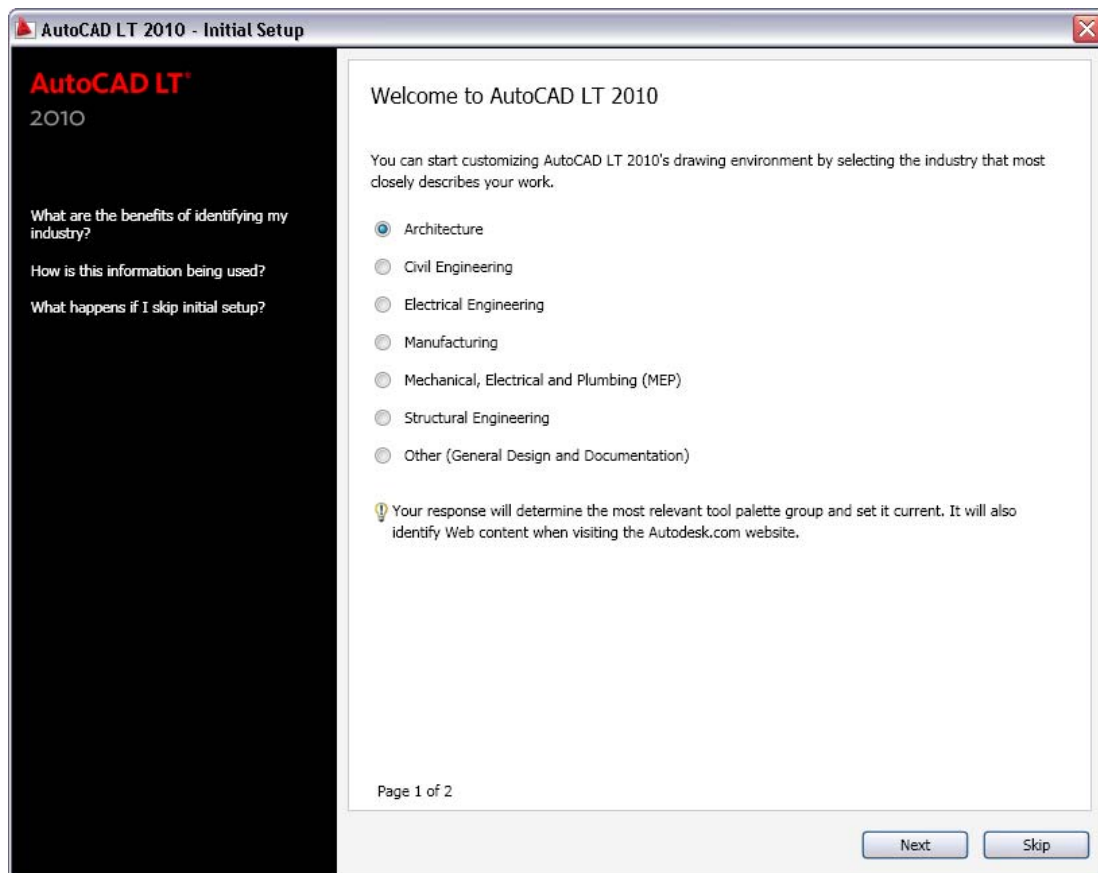 AutoCAD LT 2010 - Initial Setup
AutoCAD LT®
2010
What are the benefits of identifying my
industry?
How is this information being used?
What happens if I skip initial setup?
Welcome to AutoCAD LT 2010
You can start customizing AutoCAD LT 2010's drawing environment by selecting the industry that most
closely describes your work.
Architecture
Civil Engineering
Electrical Engineering
Manufacturing
Mechanical, Electrical and Plumbing (MEP)
Structural Engineering
Other (General Design and Documentation)
Your response will determine the most relevant tool palette group and set it current. It will also
identify Web content when visiting the Autodesk.com website.
Page 1 of 2
Next
Skip